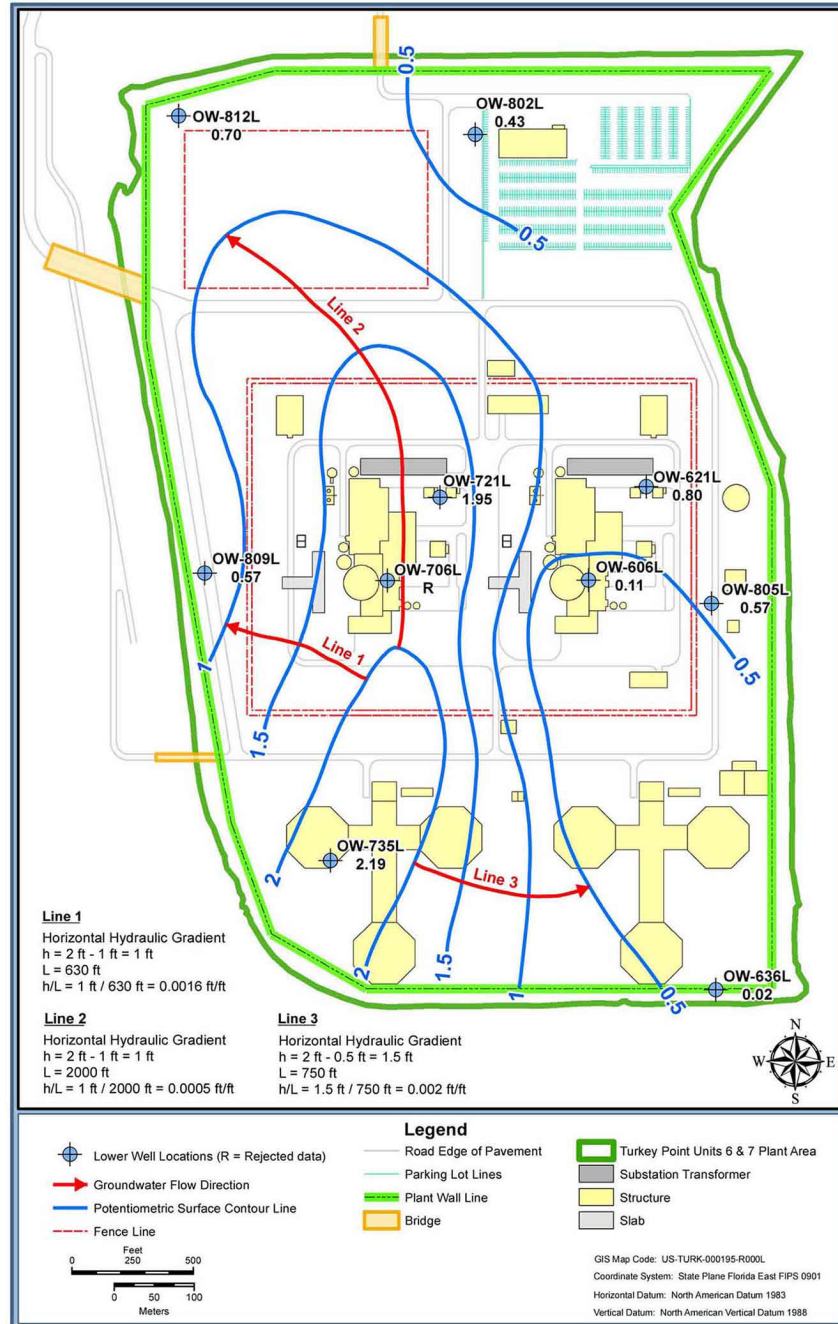 0.5
OW-812L
0.70
OW-802L
0.43
0.5
Line 2
OW-721L
1.95
OW-621L
0.80
OW-809L
0.57
OW-706L
R
OW-606L
0.11
OW-805L
0.57
1
Line 1
0.5
1.5
OW-735L
2.19
2
Line 3
2
1.5
1
0.5
OW-636L
0.02
Line 1
Horizontal Hydraulic Gradient
h = 2 ft - 1 ft = 1 ft
L = 630 ft
h/L = 1 ft / 630 ft = 0.0016 ft/ft
Line 2
Horizontal Hydraulic Gradient
h = 2 ft - 1 ft = 1 ft
L = 2000 ft
h/L = 1 ft / 2000 ft = 0.0005 ft/ft
Line 3
Horizontal Hydraulic Gradient
h = 2 ft - 0.5 ft = 1.5 ft
L = 750 ft
h/L = 1.5 ft / 750 ft = 0.002 ft/ft
N
W
E
S
Legend
Lower Well Locations (R = Rejected data)
Groundwater Flow Direction
Potentiometric Surface Contour Line
Fence Line
Road Edge of Pavement
Parking Lot Lines
Plant Wall Line
Bridge
Turkey Point Units 6 & 7 Plant Area
Substation Transformer
Structure
Slab
Feet
0 250 500
0 50 100
Meters
GIS Map Code: US-TURK-000195-R000L
Coordinate System: State Plane Florida East FIPS 0901
Horizontal Datum: North American Datum 1983
Vertical Datum: North American Vertical Datum 1988